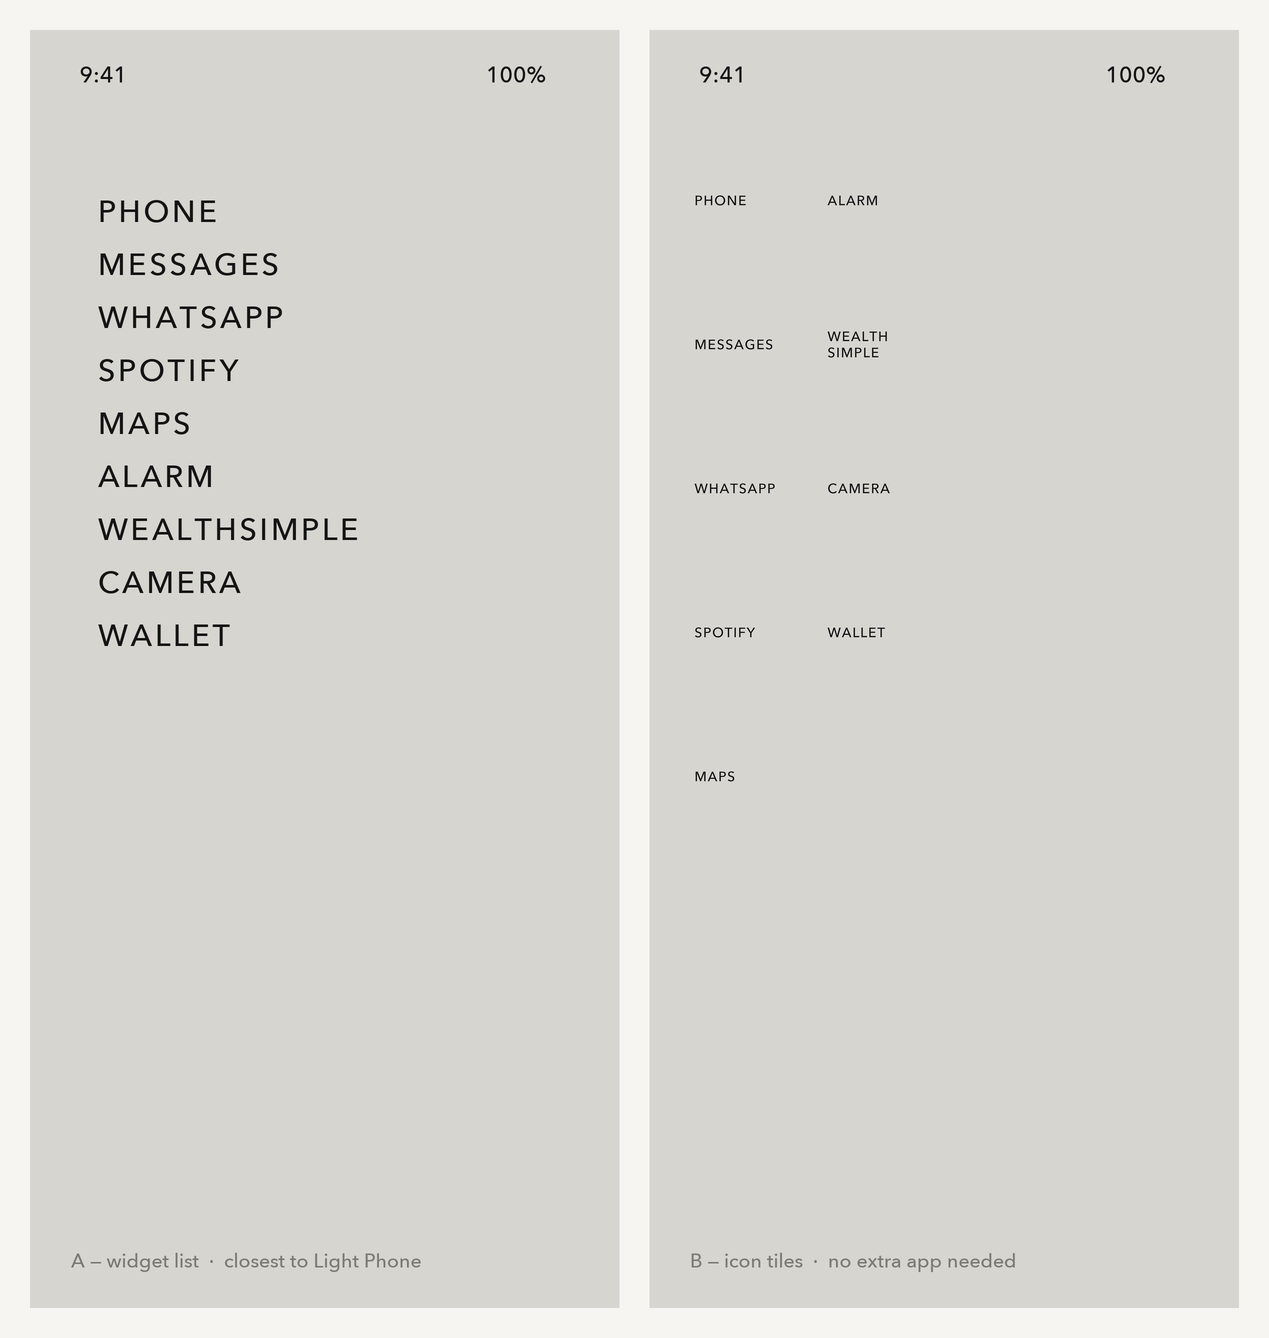 9:41
100%
PHONE
MESSAGES
WHATSAPP
SPOTIFY
MAPS
ALARM
WEALTHSIMPLE
CAMERA
WALLET
A – widget list · closest to Light Phone
9:41
100%
PHONE
ALARM
MESSAGES
WEALTH
SIMPLE
WHATSAPP
CAMERA
SPOTIFY
WALLET
MAPS
B – icon tiles · no extra app needed